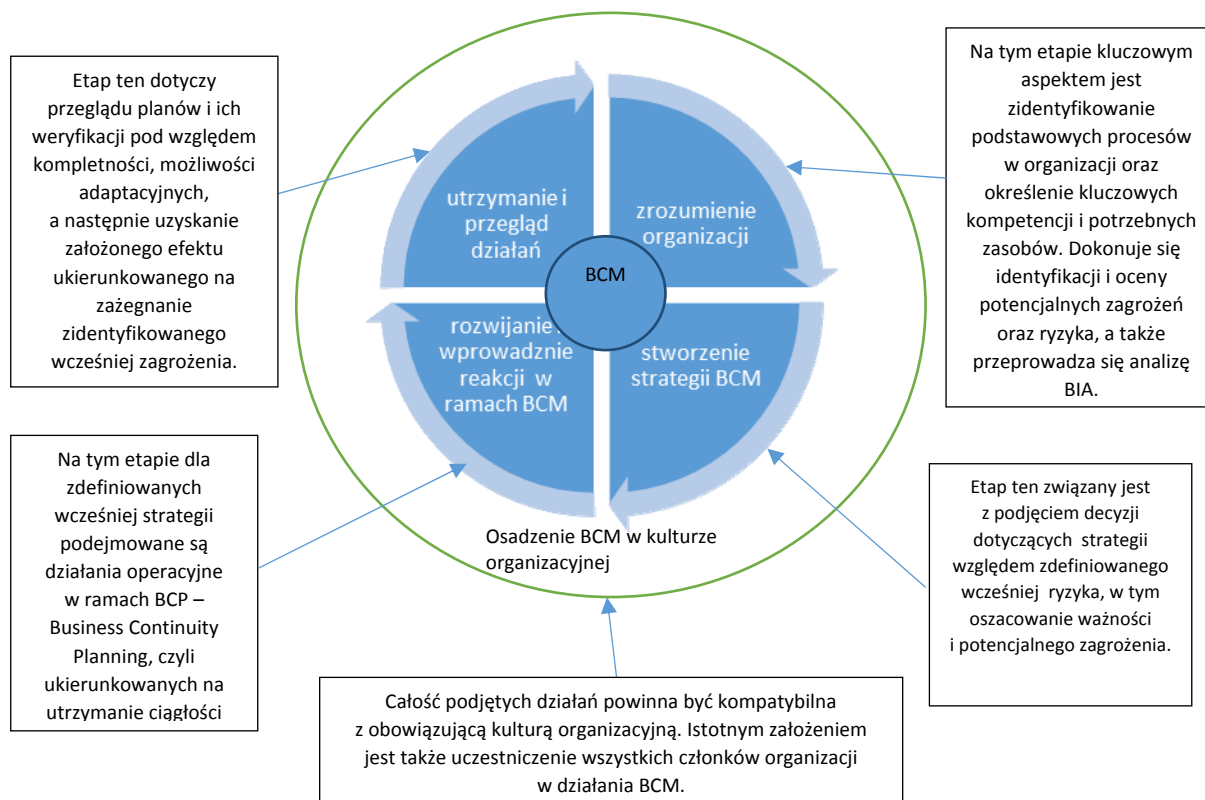 Etap ten dotyczy
przeglądu planów i ich
weryfikacji pod względem
kompletności, możliwości
adaptacyjnych,
a następnie uzyskanie
założonego efektu
ukierunkowanego na
zażegnanie
zidentyfikowanego
wcześniej zagrożenia.
Na tym etapie kluczowym
aspektem jest
zidentyfikowanie
podstawowych procesów
w organizacji oraz
określenie kluczowych
kompetencji i potrzebnych
zasobów. Dokonuje się
identyfikacji i oceny
potencjalnych zagrożeń
oraz ryzyka, a także
przeprowadza się analizę
BIA.
utrzymanie i
przegląd
działań
zrozumienie
organizacji
BCM
rozwijanie i
wprowadznie
reakcji w
ramach BCM
stworzenie
strategii BCM
Osadzenie BCM w kulturze
organizacyjnej
Na tym etapie dla
zdefiniowanych
wcześniej strategii
podejmowane są
działania operacyjne
w ramach BCP –
Business Continuity
Planning, czyli
ukierunkowanych na
utrzymanie ciągłości
Etap ten związany jest
z podjęciem decyzji
dotyczących strategii
względem zdefiniowanego
wcześniej ryzyka, w tym
oszacowanie ważności
i potencjalnego zagrożenia.
Całość podjętych działań powinna być kompatybilna
z obowiązującą kulturą organizacyjną. Istotnym założeniem
jest także uczestniczenie wszystkich członków organizacji
w działania BCM.